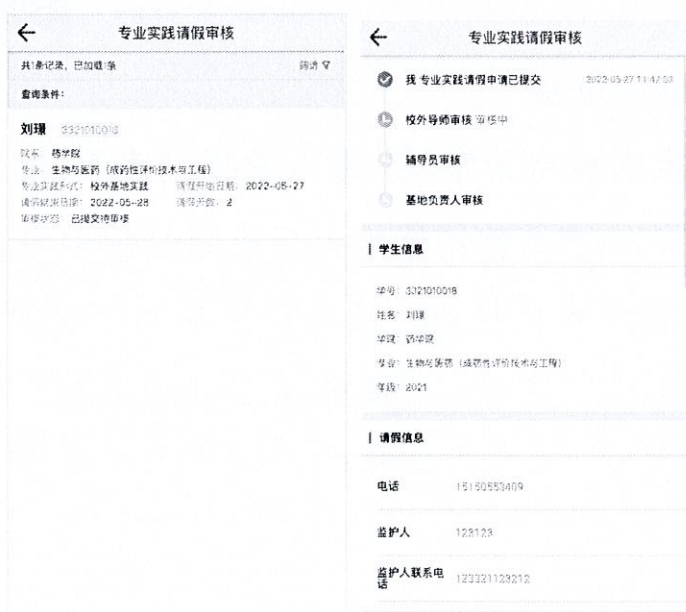 专业实践请假审核
共1条记录，已加载1条 筛选
查询条件：
刘璟 3321010018
院系： 药学院
专业： 生物与医药（成药性评价技术与工程）
专业实践形式： 校外基地实践 请假开始日期： 2022-05-27
请假结束日期： 2022-05-28 请假天数： 2
审核状态： 已提交待审核
专业实践请假审核
我 专业实践请假申请已提交 2022-05-27 11:47:03
校外导师审核 审核中
辅导员审核
基地负责人审核
学生信息
学号： 3321010018
姓名： 刘璟
学院： 药学院
专业： 生物与医药（成药性评价技术与工程）
年级： 2021
请假信息
电话 15150553409
监护人 123123
监护人联系电
话 123321123212